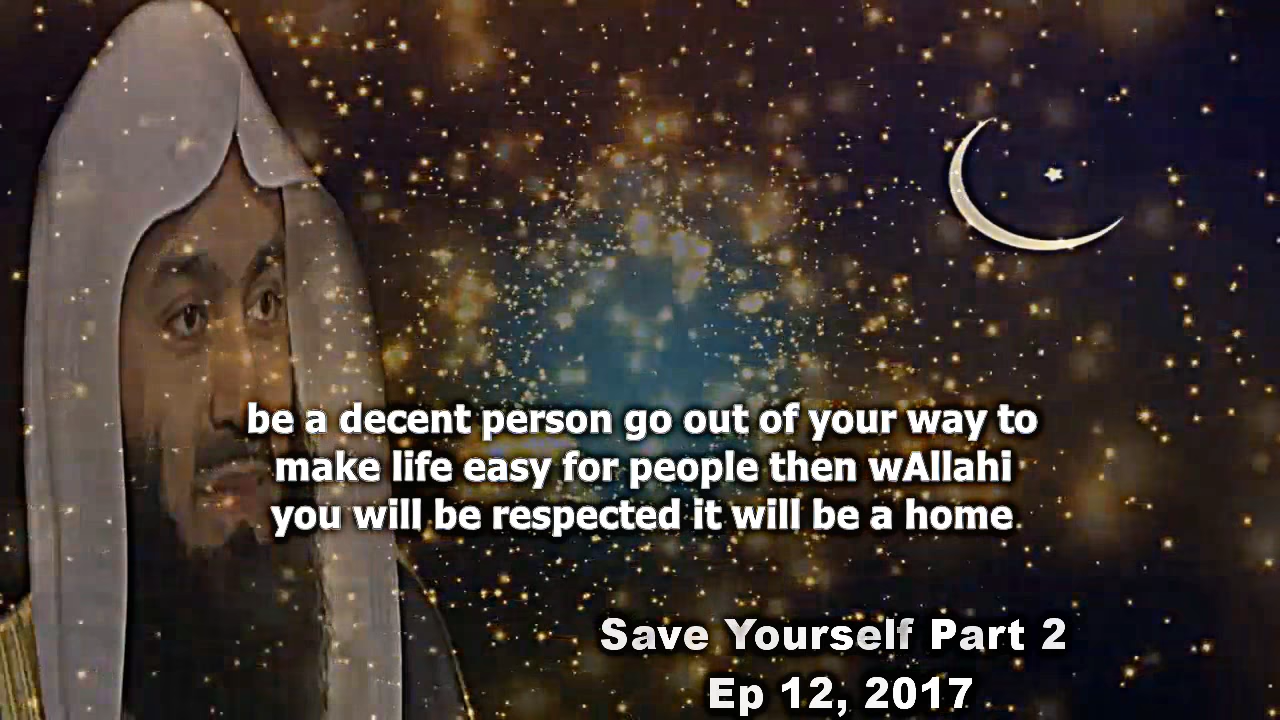 be a decent person go out of your way to
make life easy for people then wAllahi
you will be respected it will be a home
Save Yourself Part 2
Ep 12, 2017